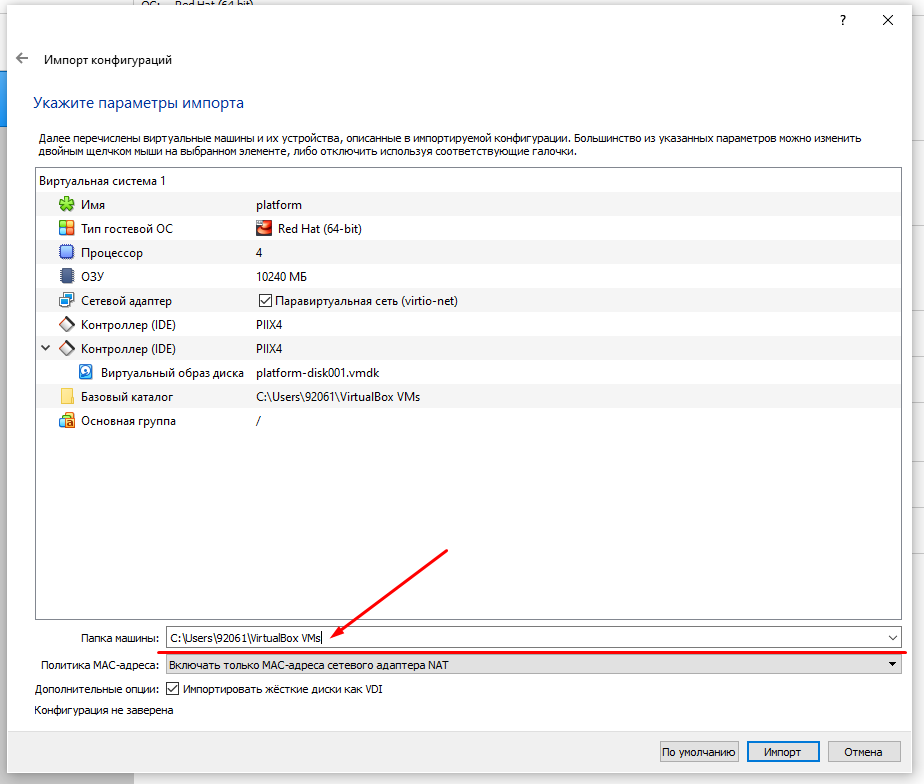 ОС: Red Hat (64-bit)
?
Импорт конфигураций
Укажите параметры импорта
Далее перечислены виртуальные машины и их устройства, описанные в импортируемой конфигурации. Большинство из указанных параметров можно изменить
двойным щелчком мыши на выбранном элементе, либо отключить используя соответствующие галочки.
Виртуальная система 1
Имя platform
Тип гостевой ОС Red Hat (64-bit)
Процессор 4
ОЗУ 10240 МБ
Сетевой адаптер Паравиртуальная сеть (virtio-net)
Контроллер (IDE) PIIX4
Контроллер (IDE) PIIX4
Виртуальный образ диска platform-disk001.vmdk
Базовый каталог C:\Users\92061\VirtualBox VMs
Основная группа /
Папка машины: C:\Users\92061\VirtualBox VMs
Политика MAC-адреса: Включать только MAC-адреса сетевого адаптера NAT
Дополнительные опции: Импортировать жёсткие диски как VDI
Конфигурация не заверена
По умолчанию Импорт Отмена